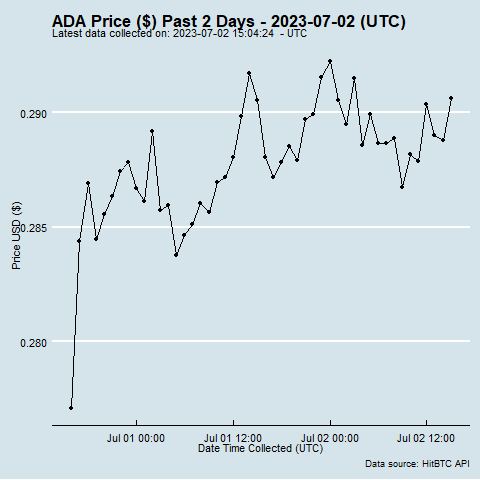 ADA Price ($) Past 2 Days - 2023-07-02 (UTC)
Latest data collected on: 2023-07-02 15:04:24  - UTC
0.290
0.285
0.280
Price USD ($)
Jul 01 00:00 Jul 01 12:00 Jul 02 00:00 Jul 02 12:00
Date Time Collected (UTC)
Data source: HitBTC API